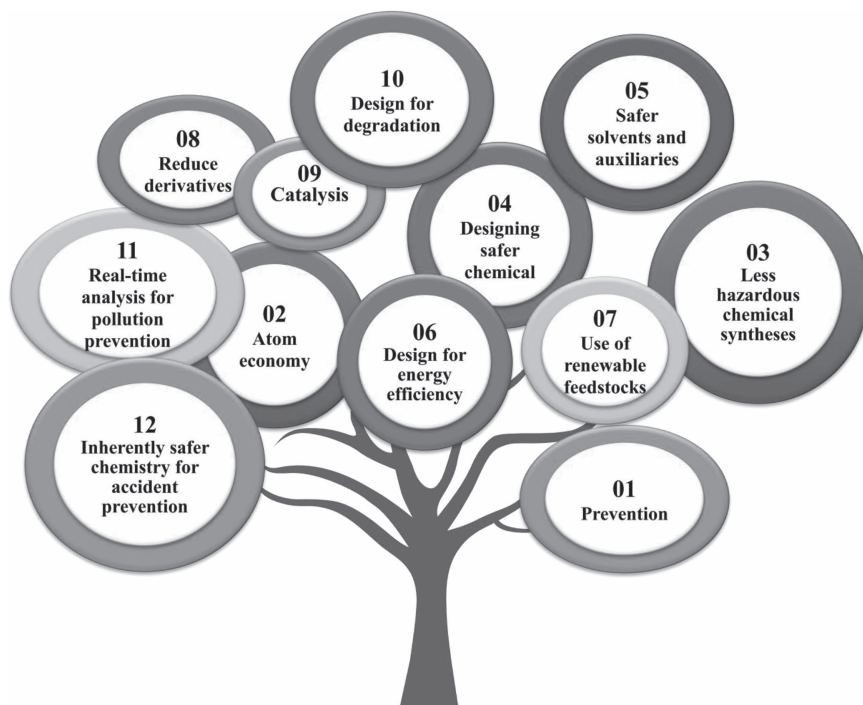 10
Design for
degradation
05
Safer
solvents and
auxiliaries
08
Reduce
derivatives
09
Catalysis
04
Designing
safer
chemical
03
Less
hazardous
chemical
syntheses
11
Real-time
analysis for
pollution
prevention
02
Atom
economy
06
Design for
energy
efficiency
07
Use of
renewable
feedstocks
12
Inherently safer
chemistry for
accident
prevention
01
Prevention